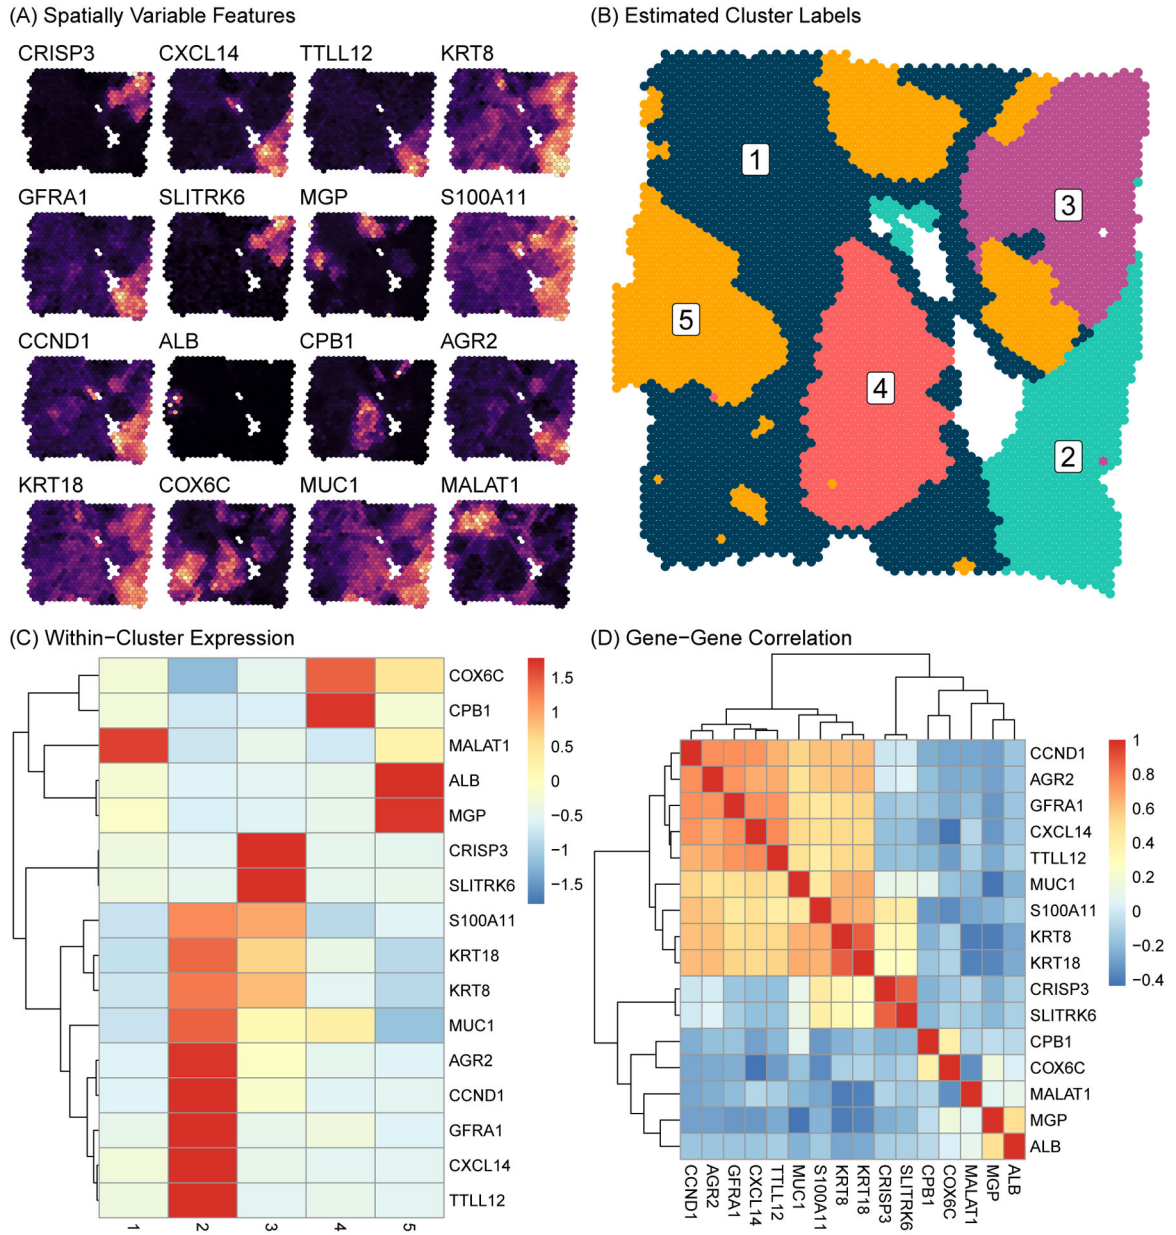 (A) Spatially Variable Features
CRISP3 CXCL14 TTLL12 KRT8
GFRA1 SLITRK6 MGP S100A11
CCND1 ALB CPB1 AGR2
KRT18 COX6C MUC1 MALAT1
(B) Estimated Cluster Labels
1
3
5
4
2
(C) Within−Cluster Expression
COX6C
CPB1
MALAT1
ALB
MGP
CRISP3
SLITRK6
S100A11
KRT18
KRT8
MUC1
AGR2
CCND1
GFRA1
CXCL14
TTLL12
1 2 3 4 5
1.5
1
0.5
0
−0.5
−1
−1.5
(D) Gene−Gene Correlation
CCND1
AGR2
GFRA1
CXCL14
TTLL12
MUC1
S100A11
KRT8
KRT18
CRISP3
SLITRK6
CPB1
COX6C
MALAT1
MGP
ALB
CCND1 AGR2 GFRA1 CXCL14 TTLL12 MUC1 S100A11 KRT8 KRT18 CRISP3 SLITRK6 CPB1 COX6C MALAT1 MGP ALB
1
0.8
0.6
0.4
0.2
0
−0.2
−0.4